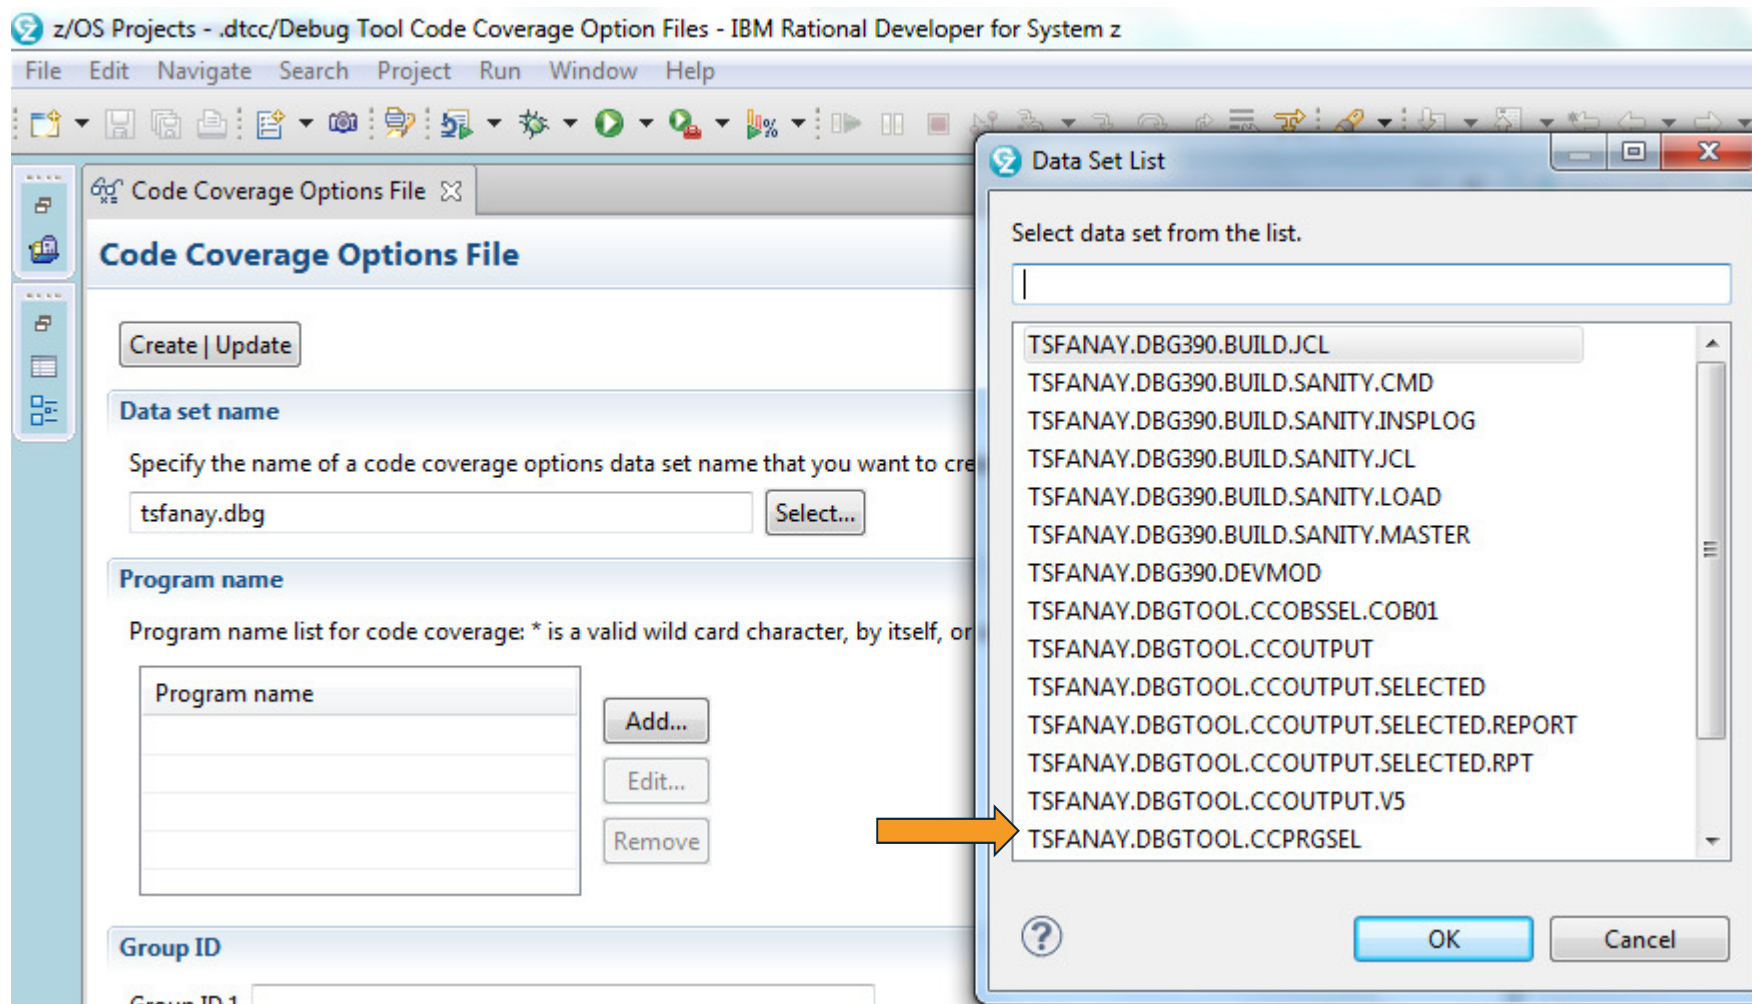 z/OS Projects - .dtcc/Debug Tool Code Coverage Option Files - IBM Rational Developer for System z
File Edit Navigate Search Project Run Window Help
Code Coverage Options File
Code Coverage Options File
Create | Update
Data set name
Specify the name of a code coverage options data set name that you want to cre
tsfanay.dbg
Select...
Program name
Program name list for code coverage: * is a valid wild card character, by itself, or
Program name
Add...
Edit...
Remove
Group ID
Group ID 1
Data Set List
Select data set from the list.
TSFANAY.DBG390.BUILD.JCL
TSFANAY.DBG390.BUILD.SANITY.CMD
TSFANAY.DBG390.BUILD.SANITY.INSPLOG
TSFANAY.DBG390.BUILD.SANITY.JCL
TSFANAY.DBG390.BUILD.SANITY.LOAD
TSFANAY.DBG390.BUILD.SANITY.MASTER
TSFANAY.DBG390.DEVMOD
TSFANAY.DBGTOOL.CCOBSSEL.COB01
TSFANAY.DBGTOOL.CCOUTPUT
TSFANAY.DBGTOOL.CCOUTPUT.SELECTED
TSFANAY.DBGTOOL.CCOUTPUT.SELECTED.REPORT
TSFANAY.DBGTOOL.CCOUTPUT.SELECTED.RPT
TSFANAY.DBGTOOL.CCOUTPUT.V5
TSFANAY.DBGTOOL.CCPRGSEL
OK
Cancel